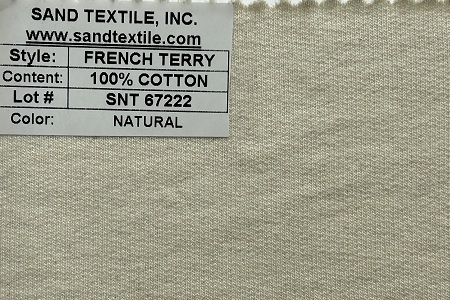 SAND TEXTILE, INC.
www.sandtextile.com
Style: FRENCH TERRY
Content: 100% COTTON
Lot # SNT 67222
Color: NATURAL